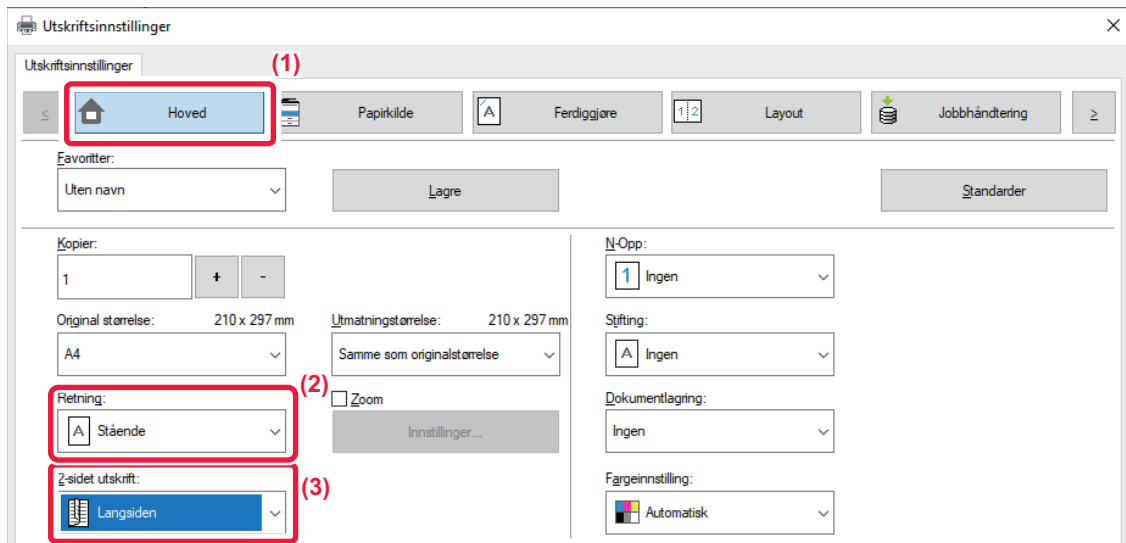 Utskriftsinnstillinger
Utskriftsinnstillinger
(1)
≤ Hoved Papirkilde Ferdiggjøre Layout Jobbhåndtering ≥
Favoritter:
Uten navn Lagre Standarder
Kopier: N-Opp:
1 + - 1 Ingen
Original størrelse: 210 x 297 mm Utmatningstørrelse: 210 x 297 mm Stifting:
A4 Samme som originalstørrelse A Ingen
(2)
Retning: Zoom Dokumentlagring:
A Stående Innstillinger... Ingen
2-sidet utskrift: (3) Fargeinnstilling:
Langsiden Automatisk